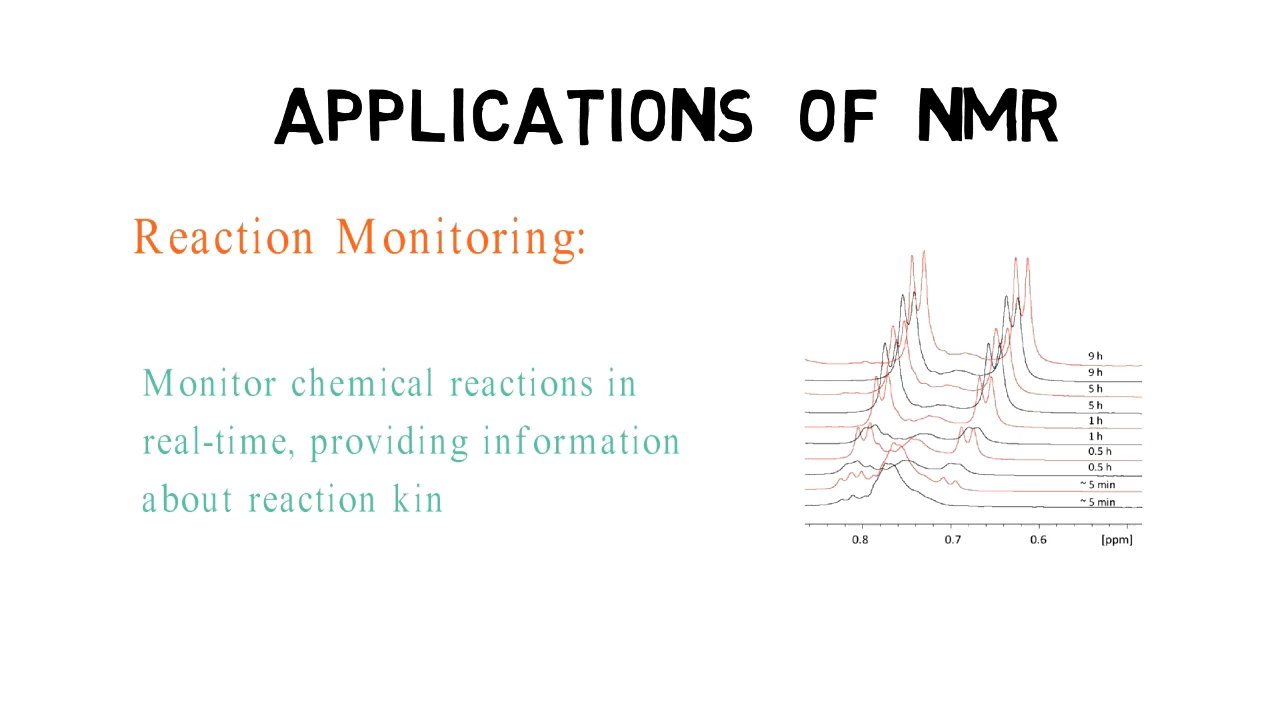 APPLICATIONS OF NMR
Reaction Monitoring:
Monitor chemical reactions in
real-time, providing information
about reaction kin
9 h
9 h
5 h
5 h
1 h
1 h
0.5 h
0.5 h
~ 5 min
~ 5 min
0.8 0.7 0.6 [ppm]